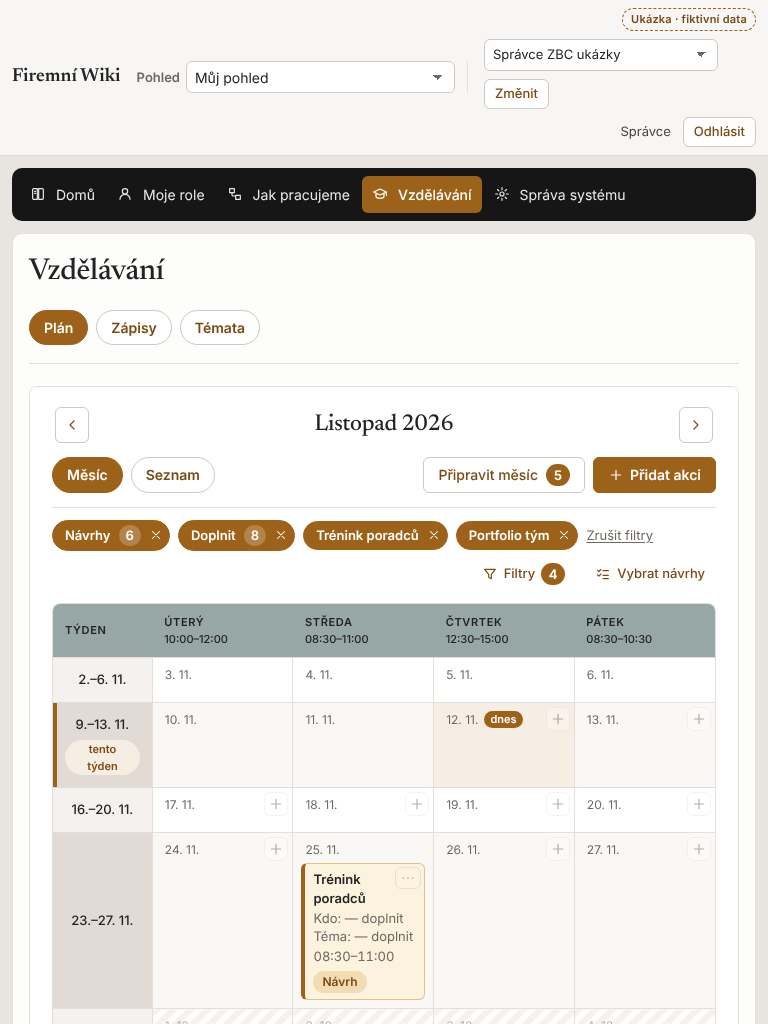 Ukázka · fiktivní data
Firemní Wiki
Pohled
Můj pohled
Správce ZBC ukázky
Změnit
Správce
Odhlásit
Domů
Moje role
Jak pracujeme
Vzdělávání
Správa systému
Vzdělávání
Plán
Zápisy
Témata
Listopad 2026
Měsíc
Seznam
Připravit měsíc 5
Přidat akci
Návrhy 6
Doplnit 8
Trénink poradců
Portfolio tým
Zrušit filtry
Filtry 4
Vybrat návrhy
TÝDEN
ÚTERÝ
10:00–12:00
STŘEDA
08:30–11:00
ČTVRTEK
12:30–15:00
PÁTEK
08:30–10:30
2.–6. 11.
3. 11.
4. 11.
5. 11.
6. 11.
9.–13. 11.
tento
týden
10. 11.
11. 11.
12. 11. dnes
13. 11.
16.–20. 11.
17. 11.
18. 11.
19. 11.
20. 11.
23.–27. 11.
24. 11.
25. 11.
Trénink
poradců
Kdo: — doplnit
Téma: — doplnit
08:30–11:00
Návrh
26. 11.
27. 11.